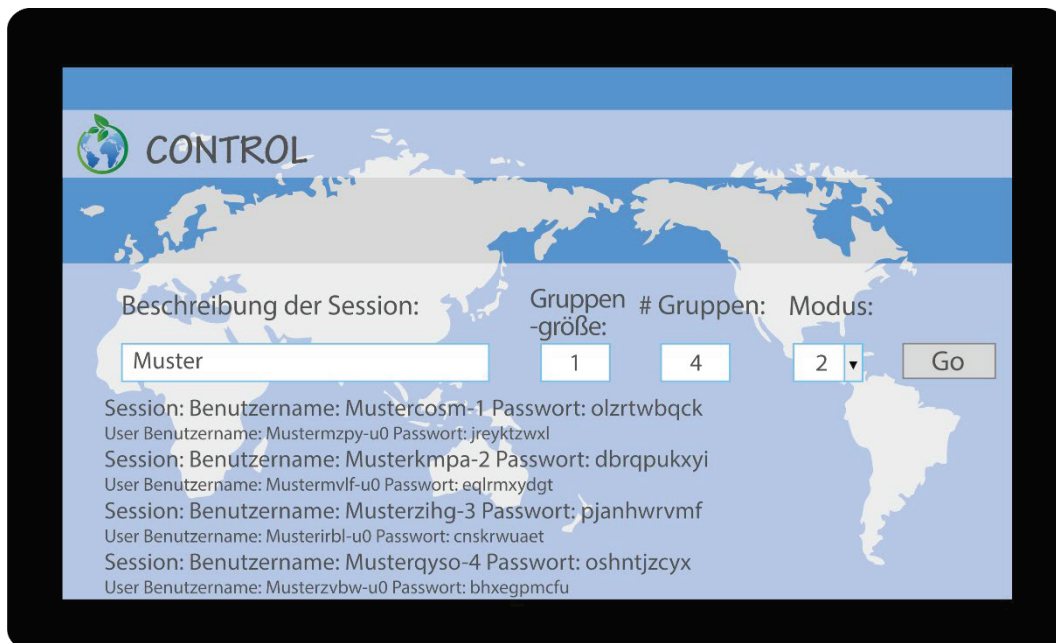 CONTROL
Beschreibung der Session:
Gruppen
-größe:
# Gruppen:
Modus:
Muster
1
4
2
Go
Session: Benutzername: Mustercosm-1 Passwort: olzrtwbqck
User Benutzername: Mustermzpy-u0 Passwort: jreyktzwxl
Session: Benutzername: Musterkmpa-2 Passwort: dbrqpukxyi
User Benutzername: Mustermvlf-u0 Passwort: eqlrmxydgt
Session: Benutzername: Musterzihg-3 Passwort: pjanhwrvmf
User Benutzername: Musterirbl-u0 Passwort: cnskrwuaet
Session: Benutzername: Musterqyso-4 Passwort: oshntjzcyx
User Benutzername: Musterzvbw-u0 Passwort: bhxegpmcfu